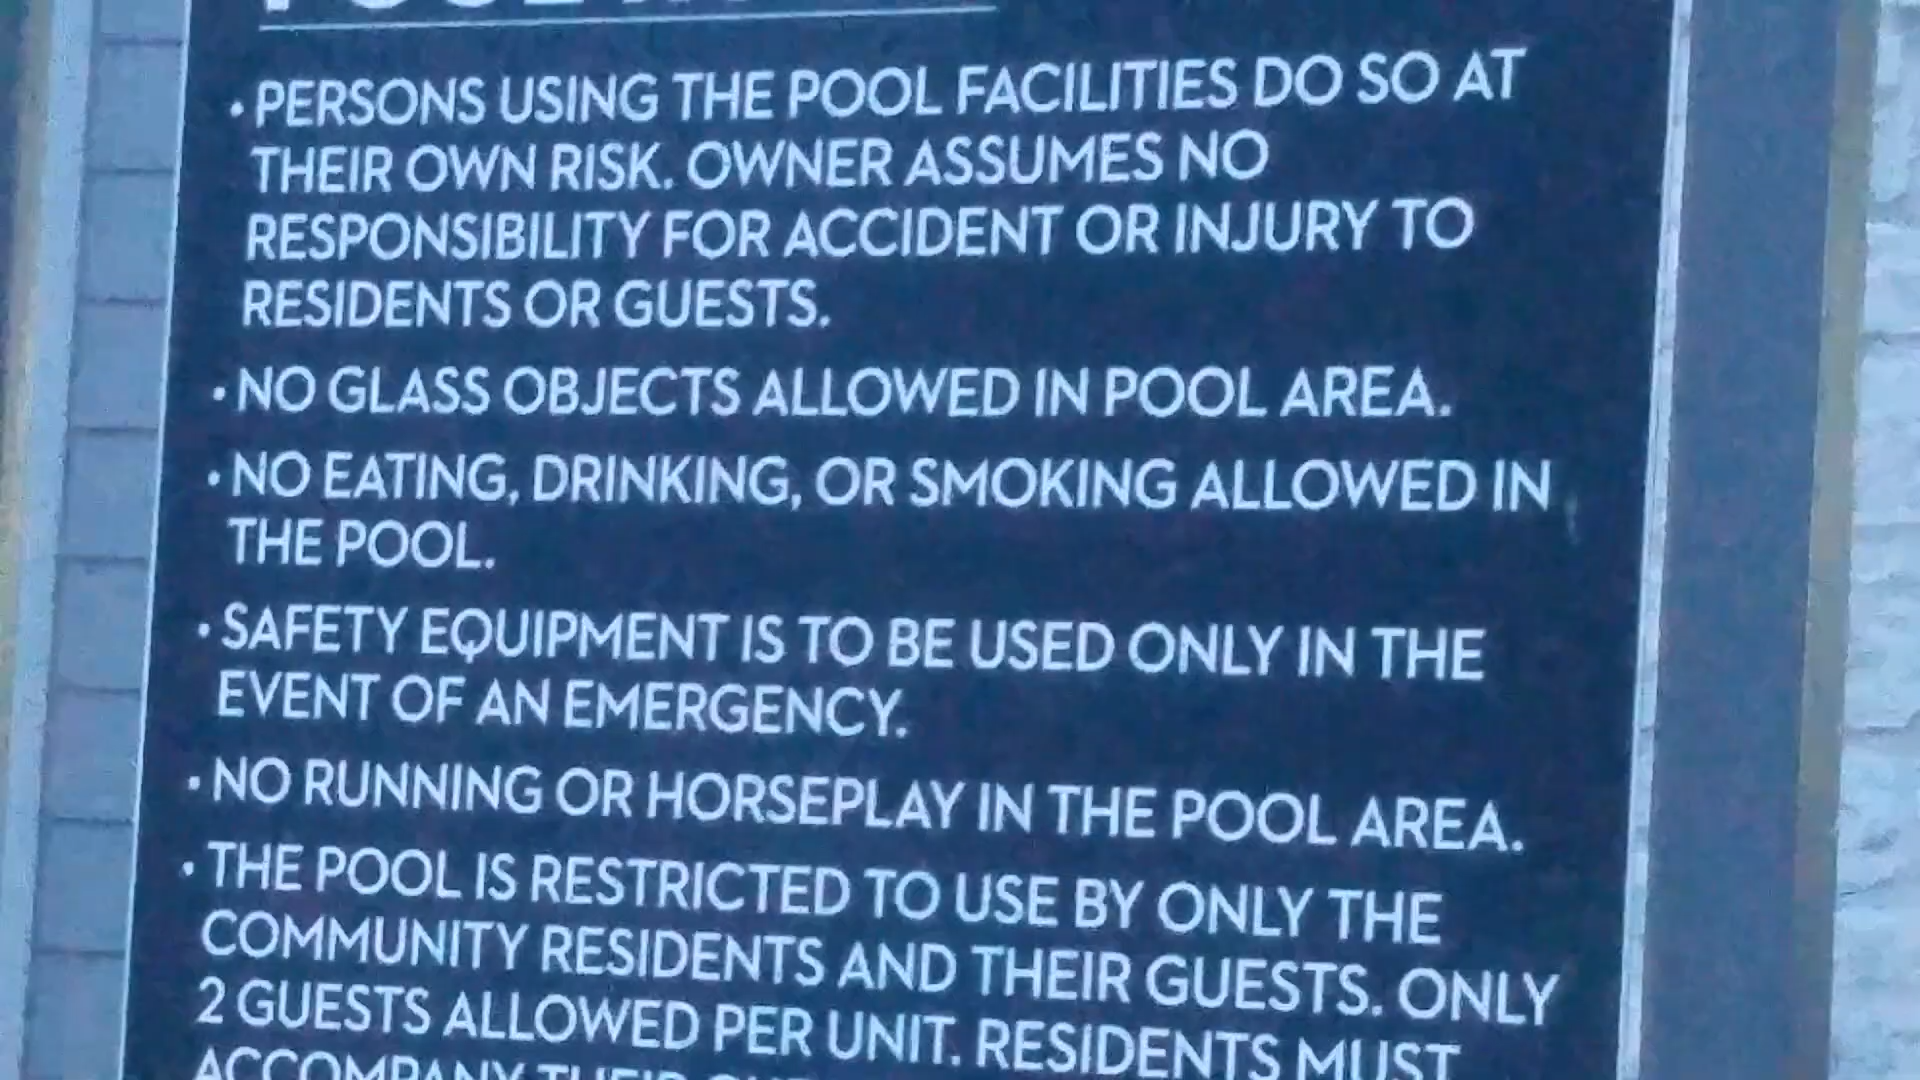 • PERSONS USING THE POOL FACILITIES DO SO AT
THEIR OWN RISK. OWNER ASSUMES NO
RESPONSIBILITY FOR ACCIDENT OR INJURY TO
RESIDENTS OR GUESTS.
• NO GLASS OBJECTS ALLOWED IN POOL AREA.
• NO EATING, DRINKING, OR SMOKING ALLOWED IN
THE POOL.
• SAFETY EQUIPMENT IS TO BE USED ONLY IN THE
EVENT OF AN EMERGENCY.
• NO RUNNING OR HORSEPLAY IN THE POOL AREA.
• THE POOL IS RESTRICTED TO USE BY ONLY THE
COMMUNITY RESIDENTS AND THEIR GUESTS. ONLY
2 GUESTS ALLOWED PER UNIT. RESIDENTS MUST
ACCOMPANY THEIR